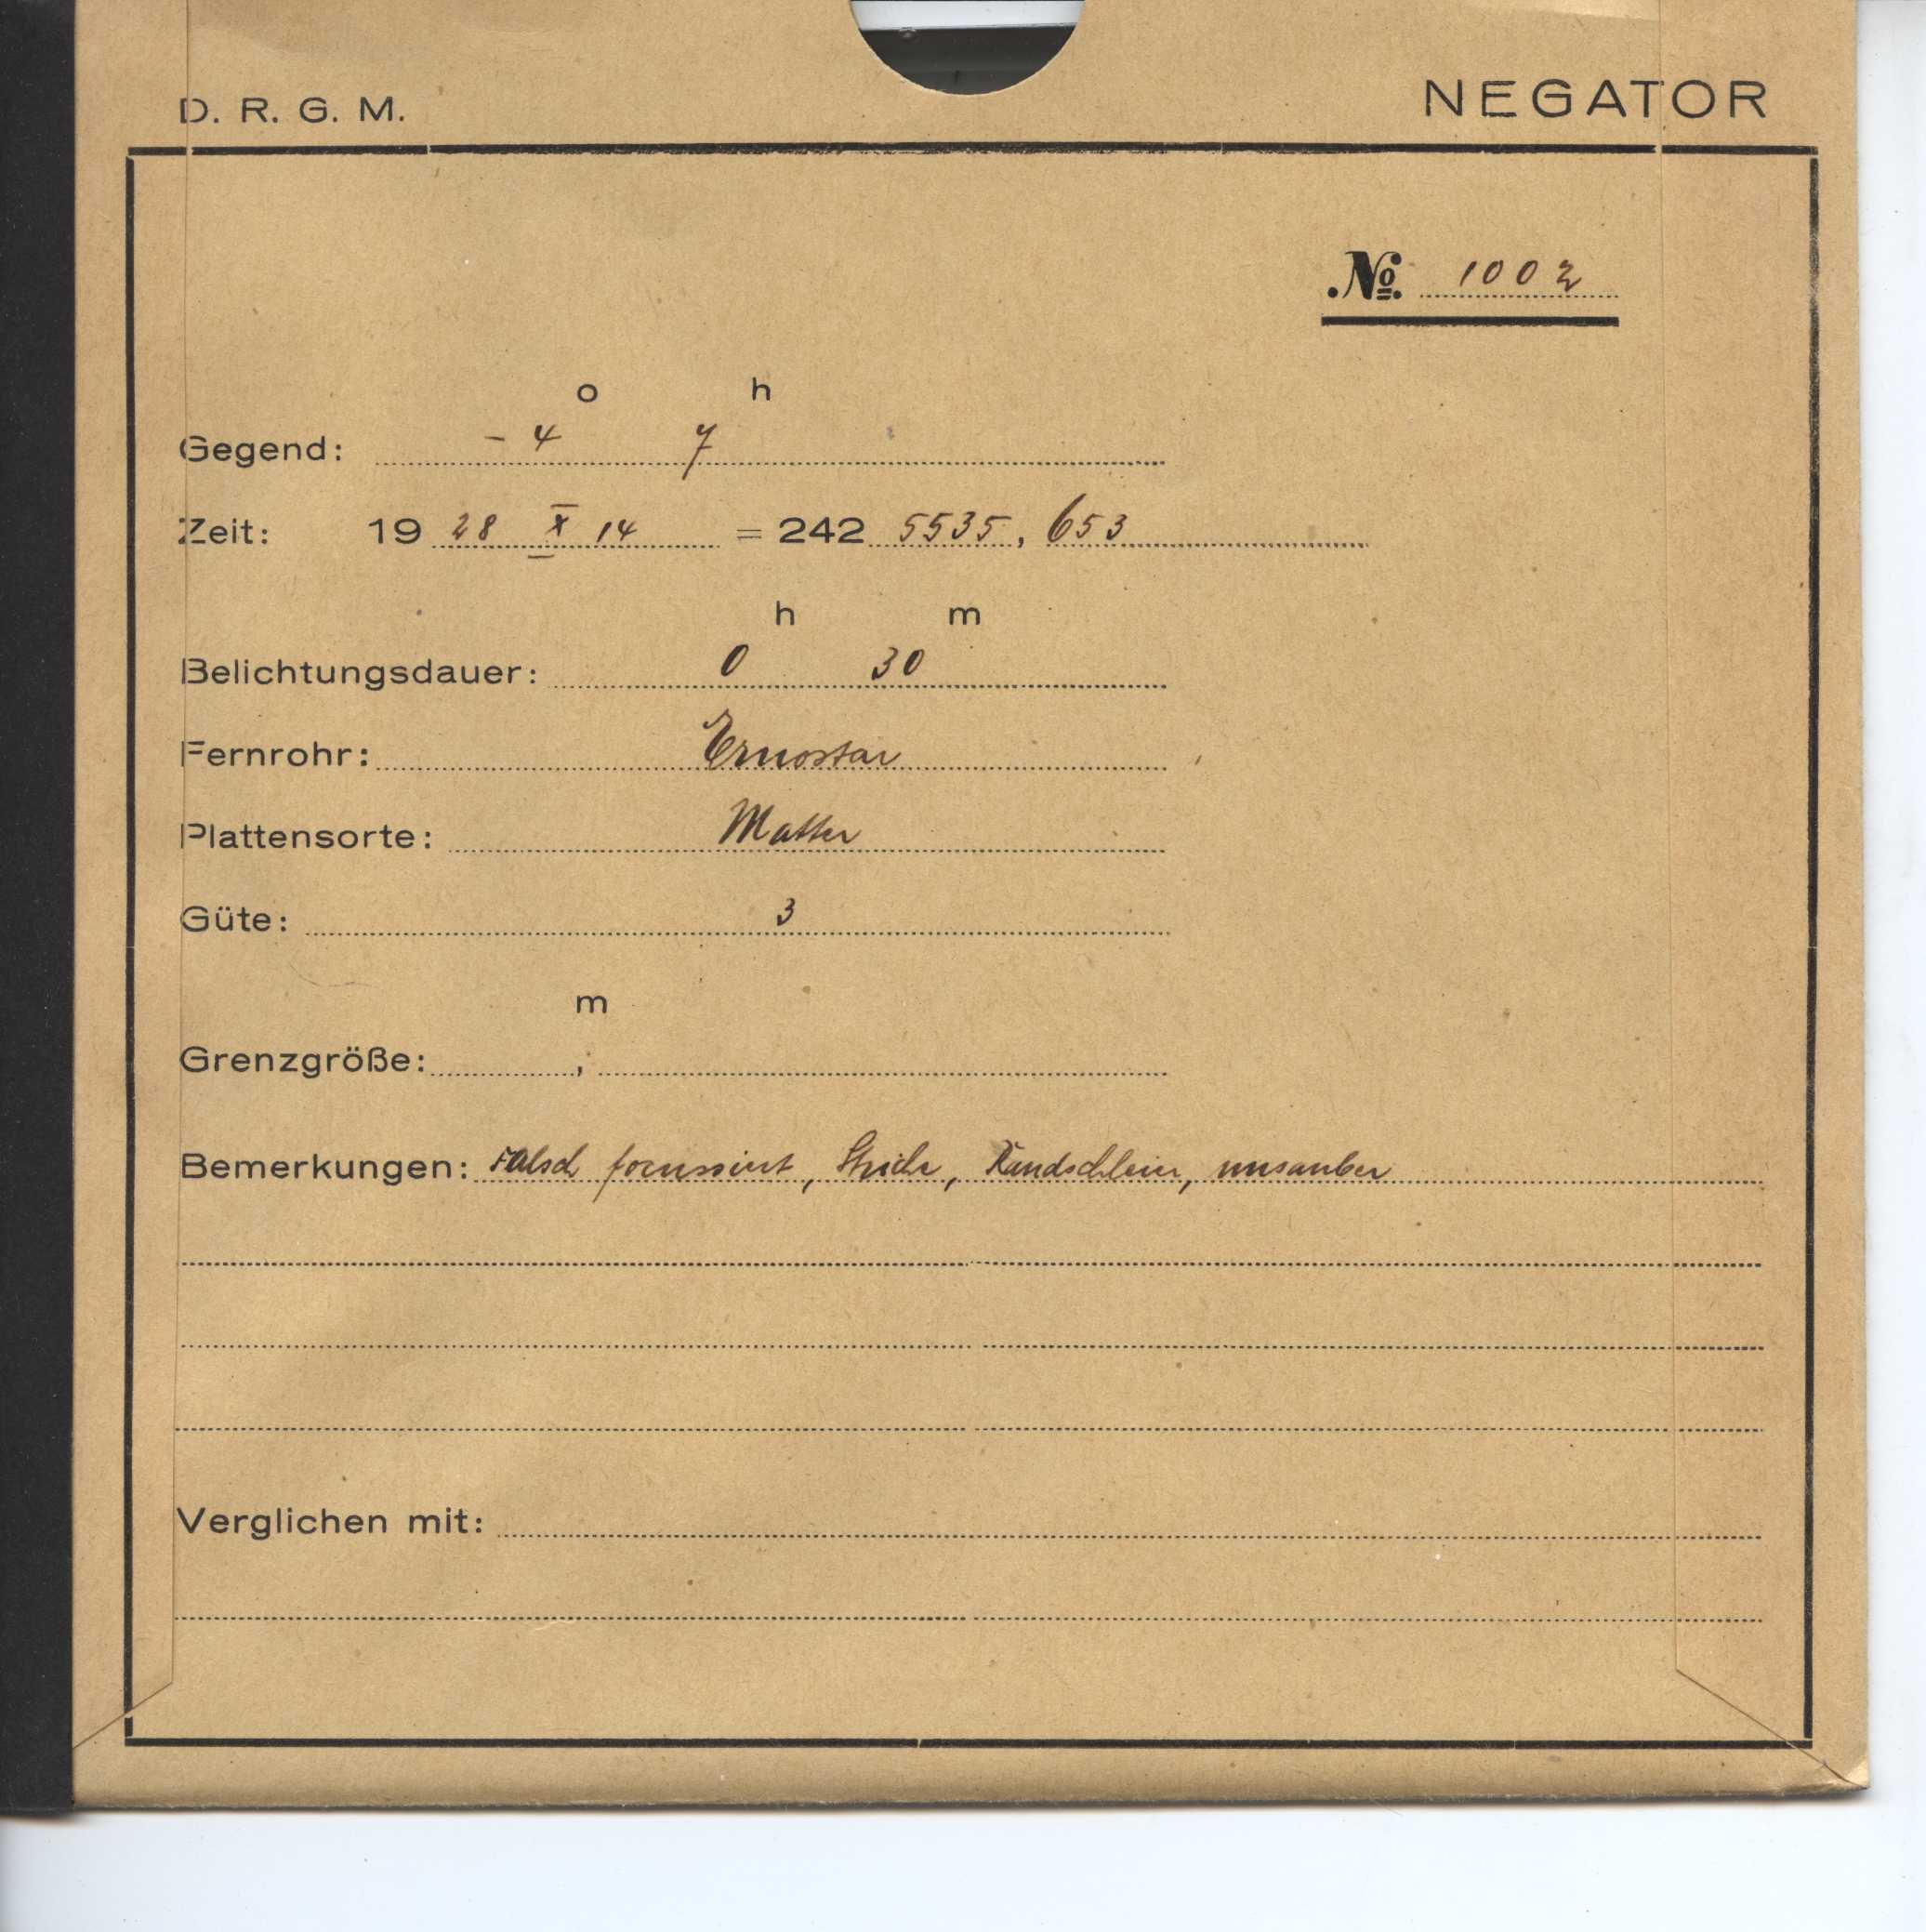 D. R. G. M. NEGATOR
No. 1002
o h
Gegend: - 4 7
Zeit: 19 28 X 14 = 242 5535, 653
h m
Belichtungsdauer: 0 30
Fernrohr: Ernostar
Plattensorte: Matter
Güte: 3
m
Grenzgröße: ,
Bemerkungen: Falsch focussiert, Striche, Randschleier, unsauber
Verglichen mit: